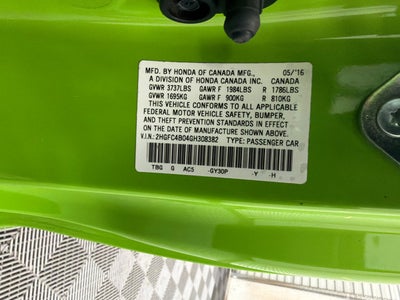 MFD. BY HONDA OF CANADA MFG., 05/'16
A DIVISION OF HONDA CANADA INC. CANADA
GVWR 3737LBS GAWR F 1984LBS R 1786LBS
GVWR 1695KG GAWR F 900KG R 810KG
THIS VEHICLE CONFORMS TO ALL APPLICABLE
FEDERAL MOTOR VEHICLE SAFETY, BUMPER,
AND THEFT PREVENTION STANDARDS IN EFFECT
ON THE DATE OF MANUFACTURE SHOWN ABOVE.
V.I.N.: 2HGFC4B04GH308382 TYPE: PASSENGER CAR
TBG Q AC5 -GY30P -Y -H